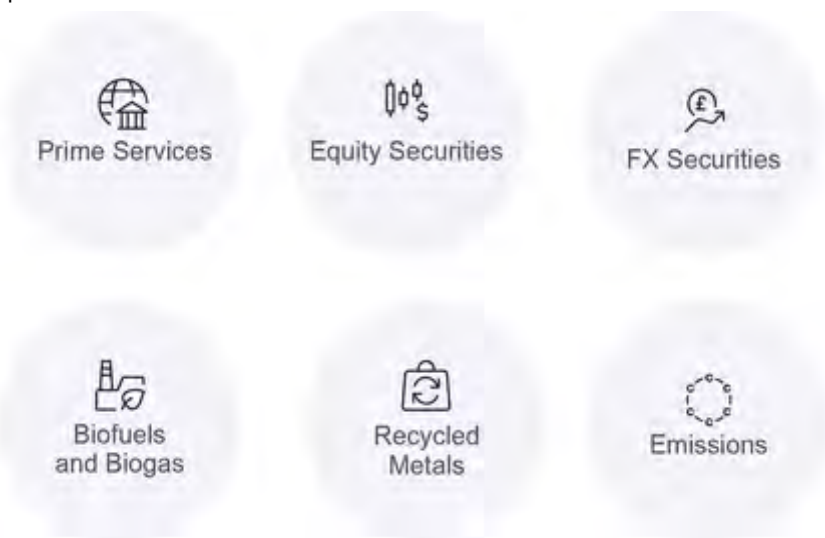 Prime Services
Equity Securities
FX Securities
Biofuels
and Biogas
Recycled
Metals
Emissions